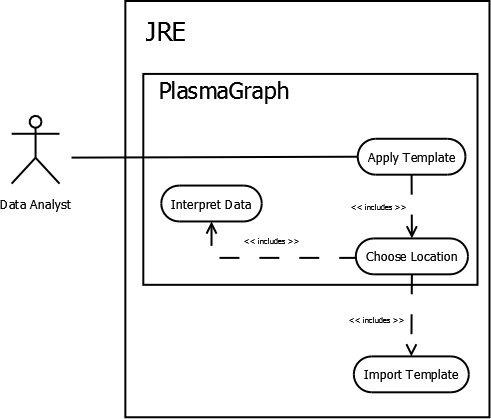 JRE
PlasmaGraph
Apply Template
Data Analyst
Interpret Data
<< includes >>
<< includes >>
Choose Location
<< includes >>
Import Template